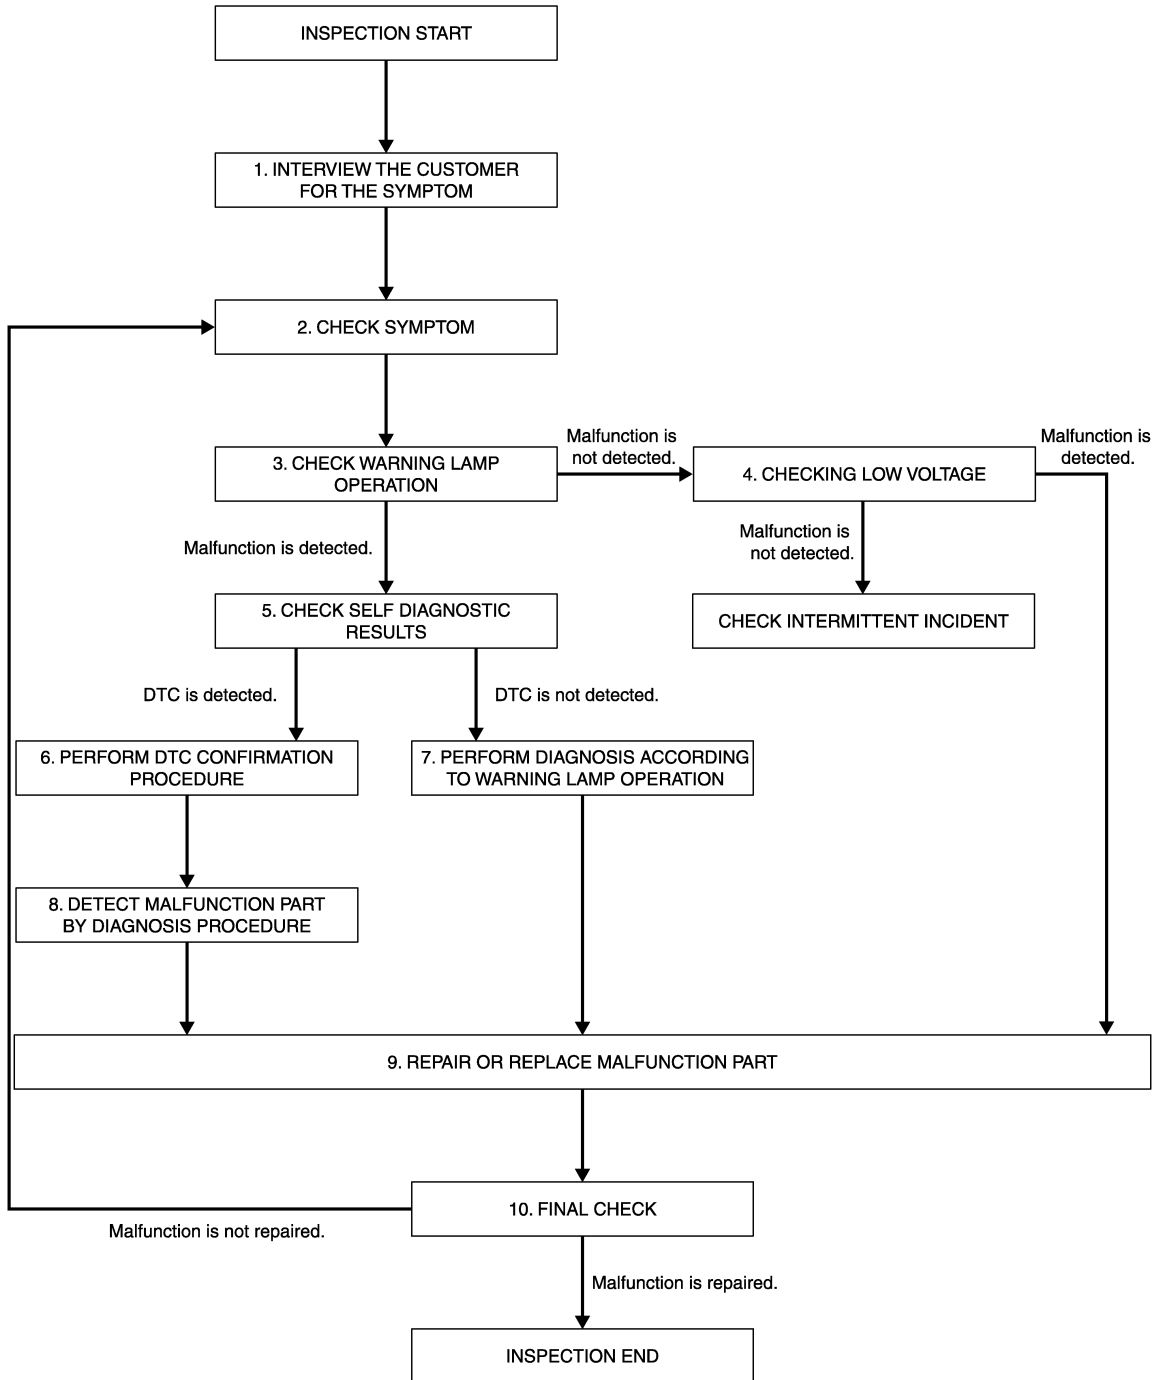 INSPECTION START
1. INTERVIEW THE CUSTOMER
FOR THE SYMPTOM
2. CHECK SYMPTOM
3. CHECK WARNING LAMP
OPERATION
Malfunction is
not detected.
4. CHECKING LOW VOLTAGE
Malfunction is
detected.
Malfunction is detected.
Malfunction is
not detected.
5. CHECK SELF DIAGNOSTIC
RESULTS
CHECK INTERMITTENT INCIDENT
DTC is detected.
DTC is not detected.
6. PERFORM DTC CONFIRMATION
PROCEDURE
7. PERFORM DIAGNOSIS ACCORDING
TO WARNING LAMP OPERATION
8. DETECT MALFUNCTION PART
BY DIAGNOSIS PROCEDURE
9. REPAIR OR REPLACE MALFUNCTION PART
10. FINAL CHECK
Malfunction is not repaired.
Malfunction is repaired.
INSPECTION END